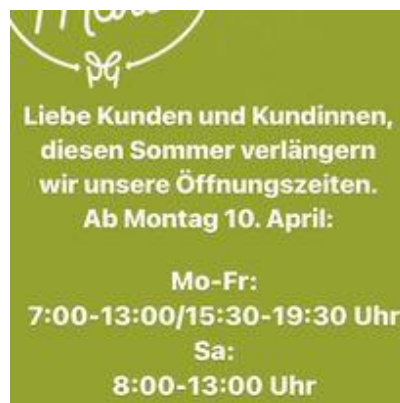 Liebe Kunden und Kundinnen,
diesen Sommer verlängern
wir unsere Öffnungszeiten.
Ab Montag 10. April:
Mo-Fr:
7:00-13:00/15:30-19:30 Uhr
Sa:
8:00-13:00 Uhr